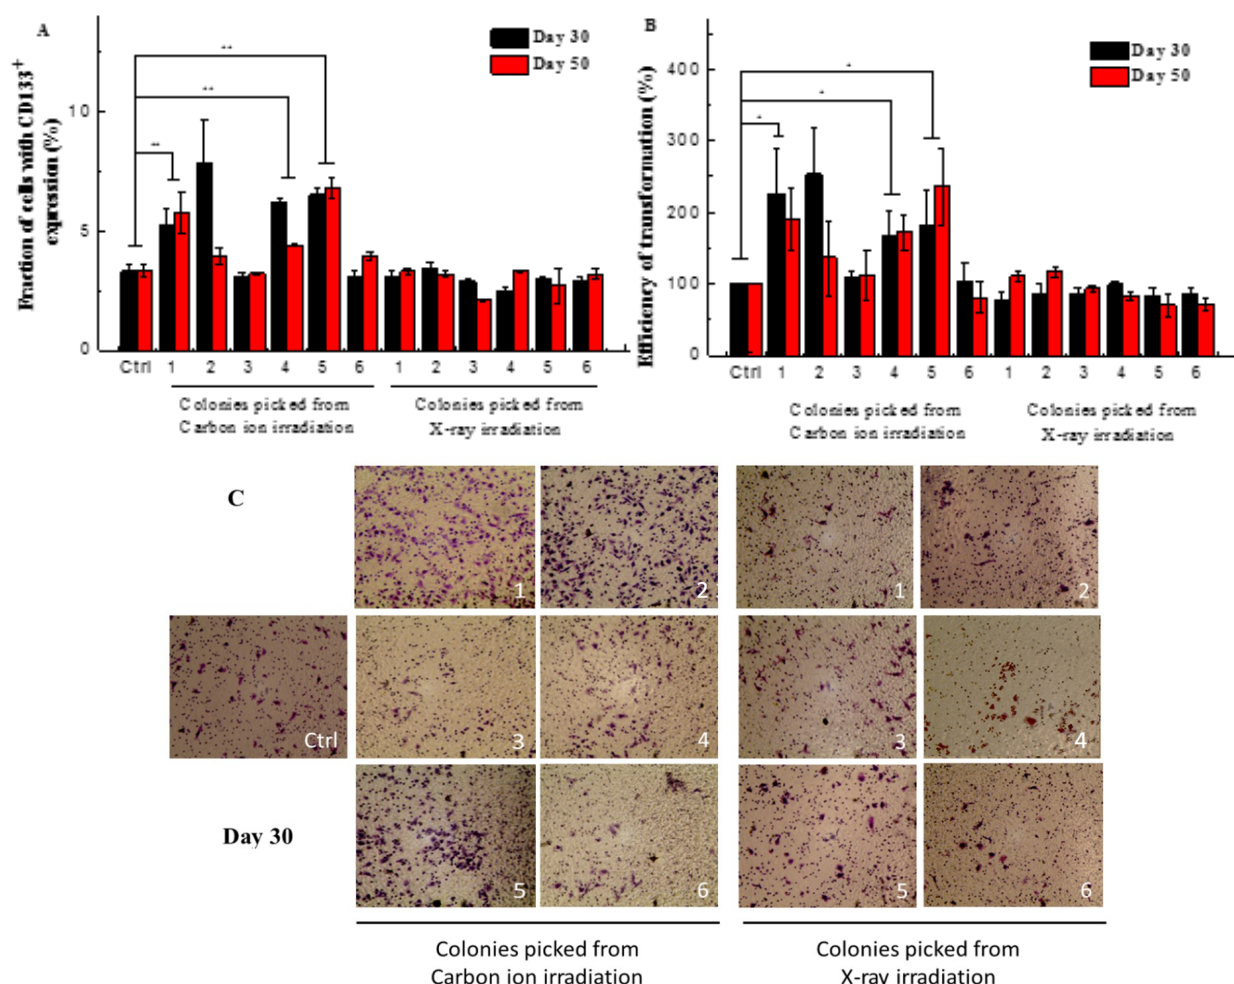 A
Fraction of cells with CD133+
expression (%)
10
5
0
**
**
**
Day 30
Day 50
Ctrl 1 2 3 4 5 6 1 2 3 4 5 6
Colonies picked from
Carbon ion irradiation
Colonies picked from
X-ray irradiation
B
Efficiency of transformation (%)
400
300
200
100
0
*
*
*
Day 30
Day 50
Ctrl 1 2 3 4 5 6 1 2 3 4 5 6
Colonies picked from
Carbon ion irradiation
Colonies picked from
X-ray irradiation
C
1 2 1 2
Ctrl 3 4 3 4
Day 30
5 6 5 6
Colonies picked from
Carbon ion irradiation
Colonies picked from
X-ray irradiation